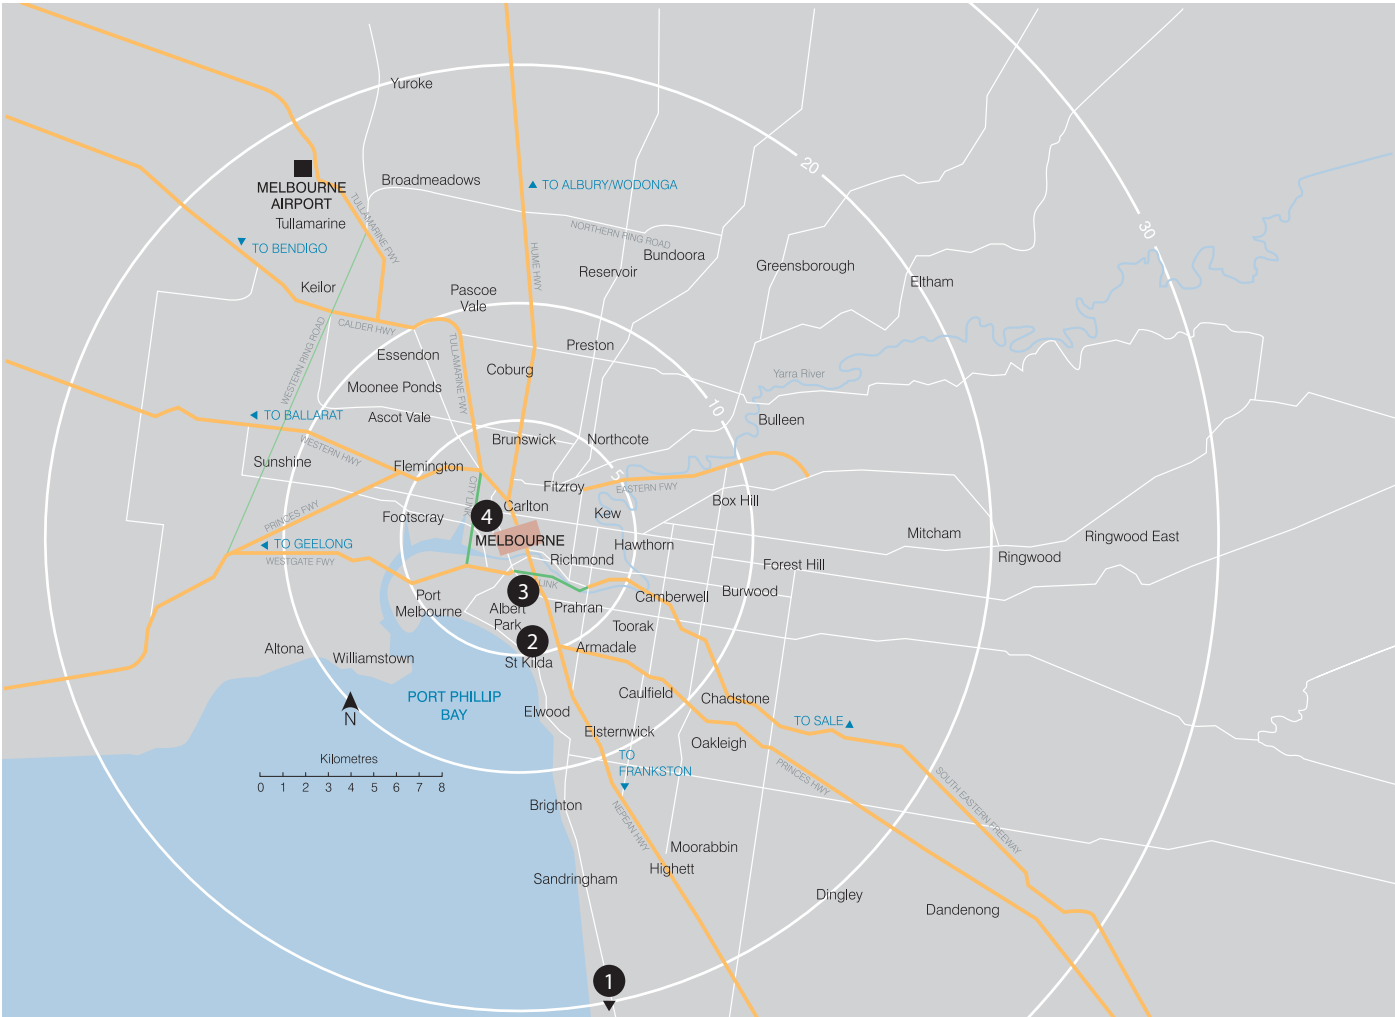 Yuroke
20
MELBOURNE
AIRPORT
Tullamarine
Broadmeadows
TO ALBURY/WODONGA
TULLAMARINE FWY
NORTHERN RING ROAD
30
TO BENDIGO
HUME HWY
Bundoora
Reservoir
Greensborough
Eltham
Keilor
Pascoe
Vale
CALDER HWY
WESTERN RING ROAD
TULLAMARINE FWY
Essendon
Preston
Coburg
Yarra River
Moonee Ponds
10
TO BALLARAT
Ascot Vale
Bulleen
WESTERN HWY
Brunswick
Northcote
Sunshine
Flemington
5
CITY LINK
Fitzroy
EASTERN FWY
Box Hill
PRINCES FWY
Footscray
4
Carlton
Kew
Mitcham
Ringwood East
TO GEELONG
MELBOURNE
Hawthorn
WESTGATE FWY
Richmond
Forest Hill
Ringwood
LINK
3
Port
Melbourne
Albert
Park
Prahran
Camberwell
Burwood
Toorak
2
Altona
Williamstown
St Kilda
Armadale
N
PORT PHILLIP
BAY
Elwood
Caulfield
Chadstone
TO SALE
Elsternwick
Oakleigh
Kilometres
0 1 2 3 4 5 6 7 8
TO
FRANKSTON
PRINCES HWY
SOUTH EASTERN FREEWAY
Brighton
NEPEAN HWY
Moorabbin
Highett
Sandringham
Dingley
Dandenong
1